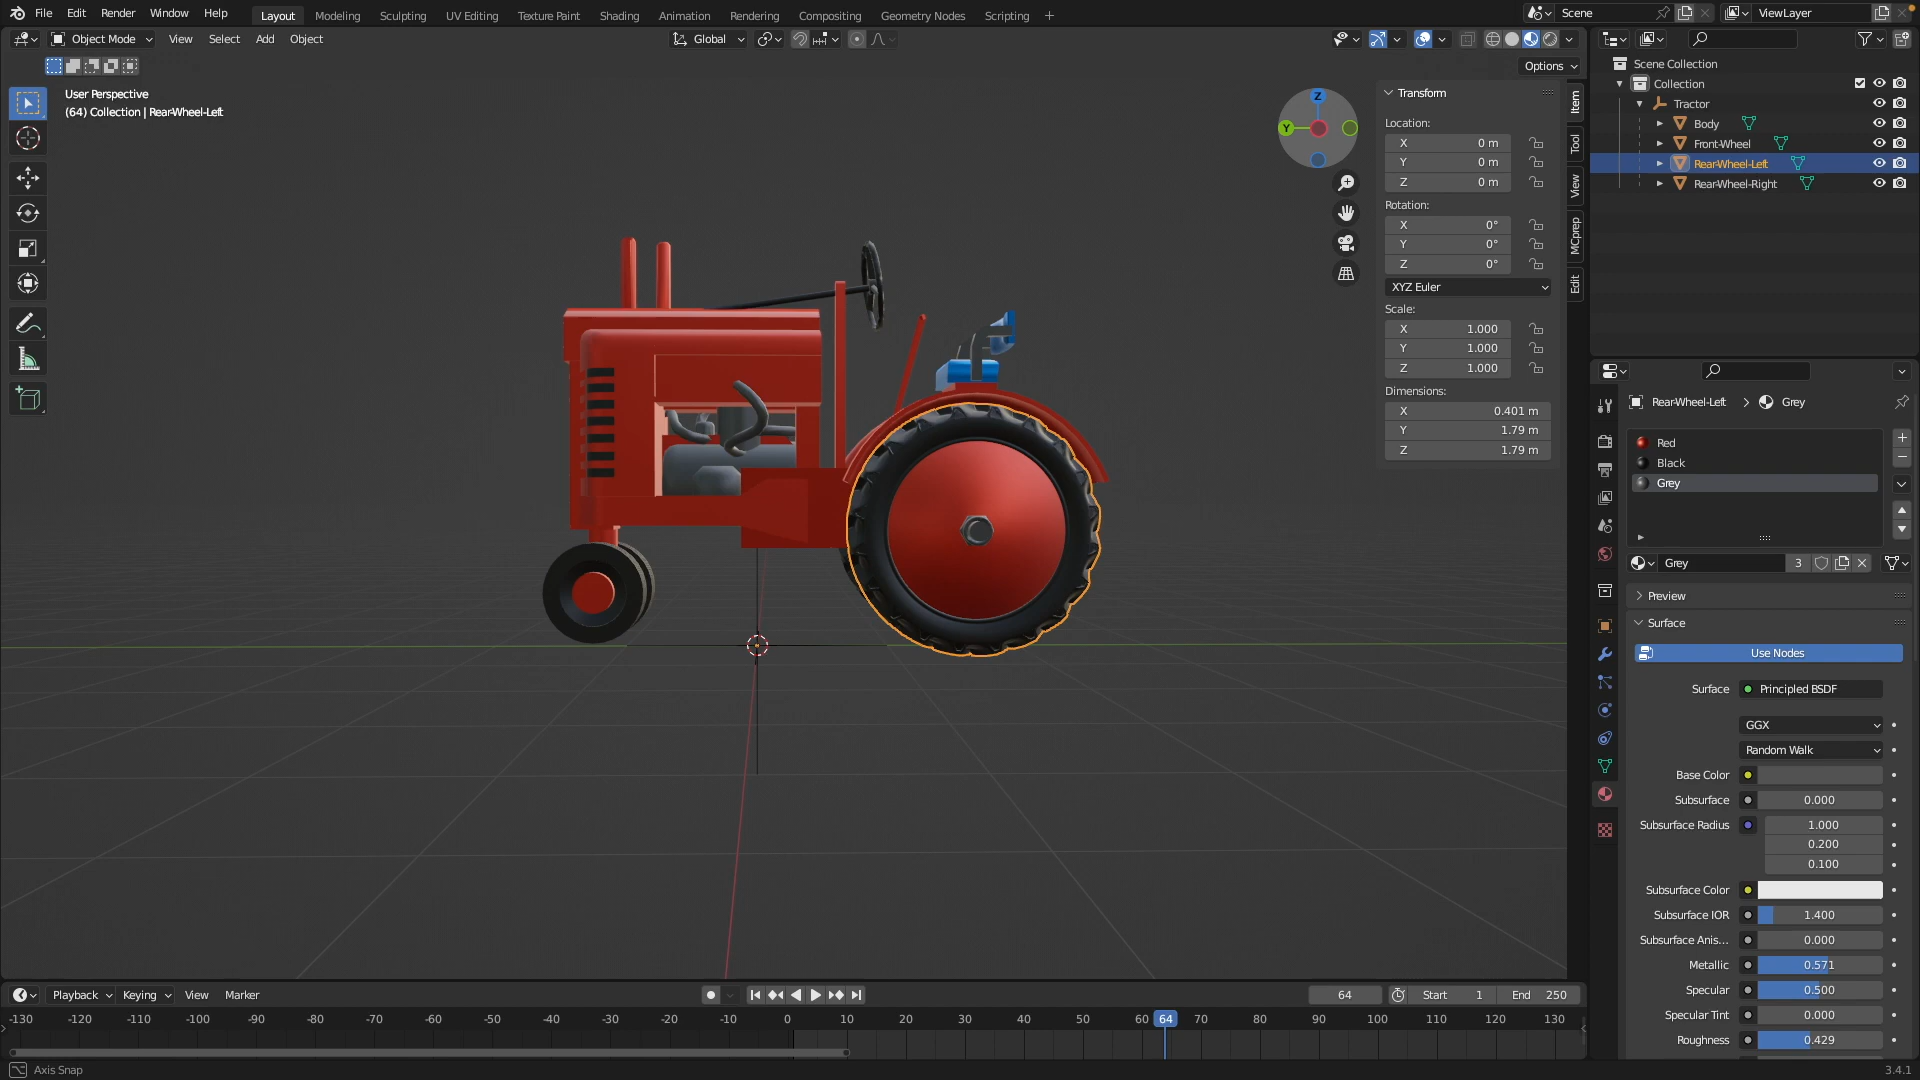 File Edit Render Window Help
Layout Modeling Sculpting UV Editing Texture Paint Shading Animation Rendering Compositing Geometry Nodes Scripting +
Scene
ViewLayer
Object Mode View Select Add Object
Global
Options
User Perspective
(64) Collection | Rear-Wheel-Left
Z
Y
Transform
Location:
X 0 m
Y 0 m
Z 0 m
Rotation:
X 0°
Y 0°
Z 0°
XYZ Euler
Scale:
X 1.000
Y 1.000
Z 1.000
Dimensions:
X 0.401 m
Y 1.79 m
Z 1.79 m
Item
Tool
View
MCprep
Edit
Scene Collection
Collection
Tractor
Body
Front-Wheel
Rear-Wheel-Left
Rear-Wheel-Right
Rear-Wheel-Left > Grey
Red
Black
Grey
Grey 3
Preview
Surface
Use Nodes
Surface Principled BSDF
GGX
Random Walk
Base Color
Subsurface 0.000
Subsurface Radius 1.000
0.200
0.100
Subsurface Color
Subsurface IOR 1.400
Subsurface Anis... 0.000
Metallic 0.571
Specular 0.500
Specular Tint 0.000
Roughness 0.429
Playback Keying View Marker
64 Start 1 End 250
-130 -120 -110 -100 -90 -80 -70 -60 -50 -40 -30 -20 -10 0 10 20 30 40 50 60 64 70 80 90 100 110 120 130
Axis Snap
3.4.1